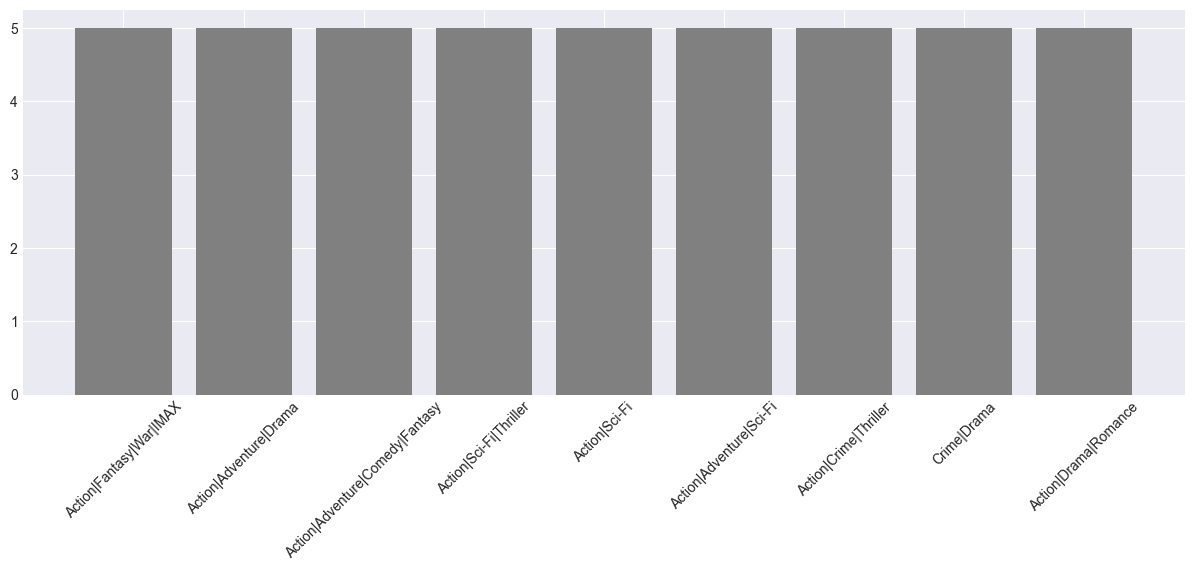 5
4
3
2
1
0
Action|Fantasy|War|IMAX
Action|Adventure|Drama
Action|Adventure|Comedy|Fantasy
Action|Sci-Fi|Thriller
Action|Sci-Fi
Action|Adventure|Sci-Fi
Action|Crime|Thriller
Crime|Drama
Action|Drama|Romance